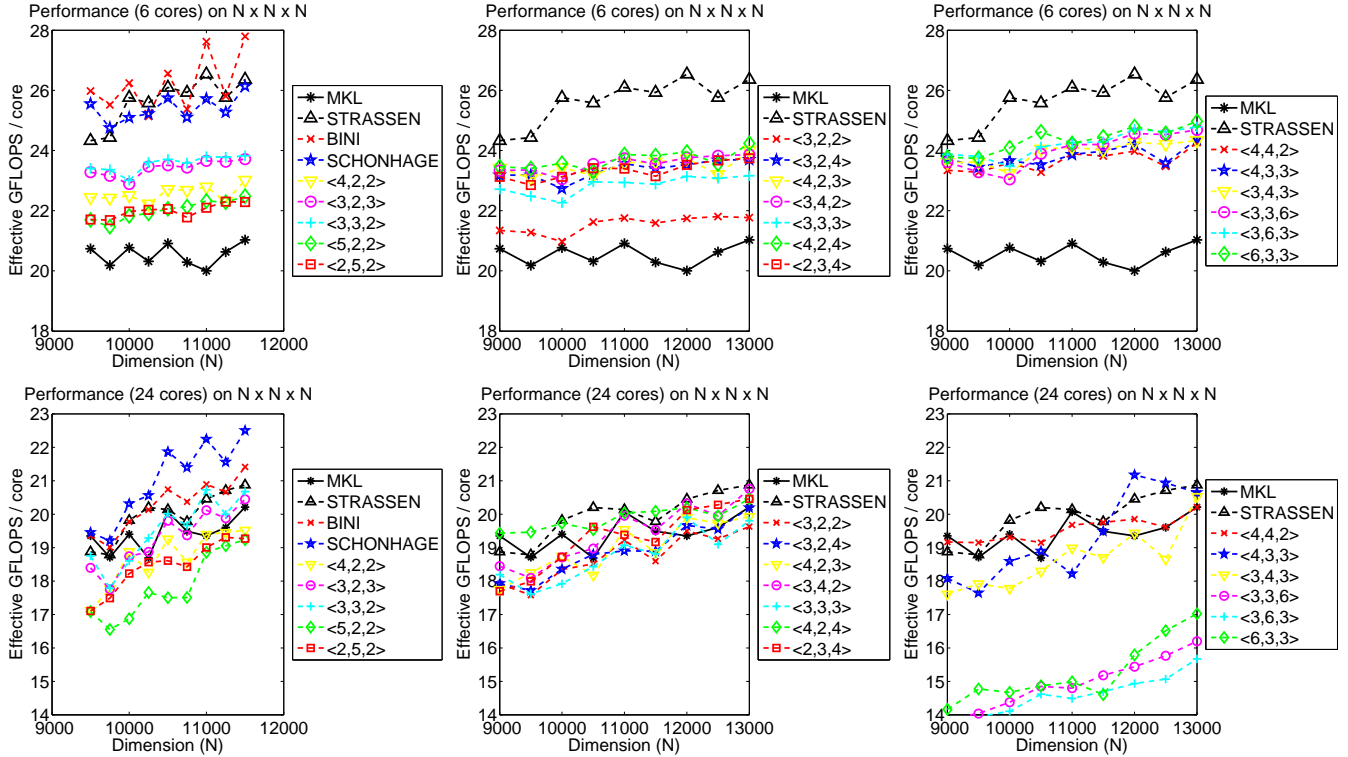 Performance (6 cores) on N x N x N
Effective GFLOPS / core
28
26
24
22
20
18
9000 10000 11000 12000
Dimension (N)
MKL
STRASSEN
BINI
SCHONHAGE
<4,2,2>
<3,2,3>
<3,3,2>
<5,2,2>
<2,5,2>
Performance (6 cores) on N x N x N
Effective GFLOPS / core
28
26
24
22
20
18
9000 10000 11000 12000 13000
Dimension (N)
MKL
STRASSEN
<3,2,2>
<3,2,4>
<4,2,3>
<3,4,2>
<3,3,3>
<4,2,4>
<2,3,4>
Performance (6 cores) on N x N x N
Effective GFLOPS / core
28
26
24
22
20
18
9000 10000 11000 12000 13000
Dimension (N)
MKL
STRASSEN
<4,4,2>
<4,3,3>
<3,4,3>
<3,3,6>
<3,6,3>
<6,3,3>
Performance (24 cores) on N x N x N
Effective GFLOPS / core
23
22
21
20
19
18
17
16
15
14
9000 10000 11000 12000
Dimension (N)
MKL
STRASSEN
BINI
SCHONHAGE
<4,2,2>
<3,2,3>
<3,3,2>
<5,2,2>
<2,5,2>
Performance (24 cores) on N x N x N
Effective GFLOPS / core
23
22
21
20
19
18
17
16
15
14
9000 10000 11000 12000 13000
Dimension (N)
MKL
STRASSEN
<3,2,2>
<3,2,4>
<4,2,3>
<3,4,2>
<3,3,3>
<4,2,4>
<2,3,4>
Performance (24 cores) on N x N x N
Effective GFLOPS / core
23
22
21
20
19
18
17
16
15
14
9000 10000 11000 12000 13000
Dimension (N)
MKL
STRASSEN
<4,4,2>
<4,3,3>
<3,4,3>
<3,3,6>
<3,6,3>
<6,3,3>